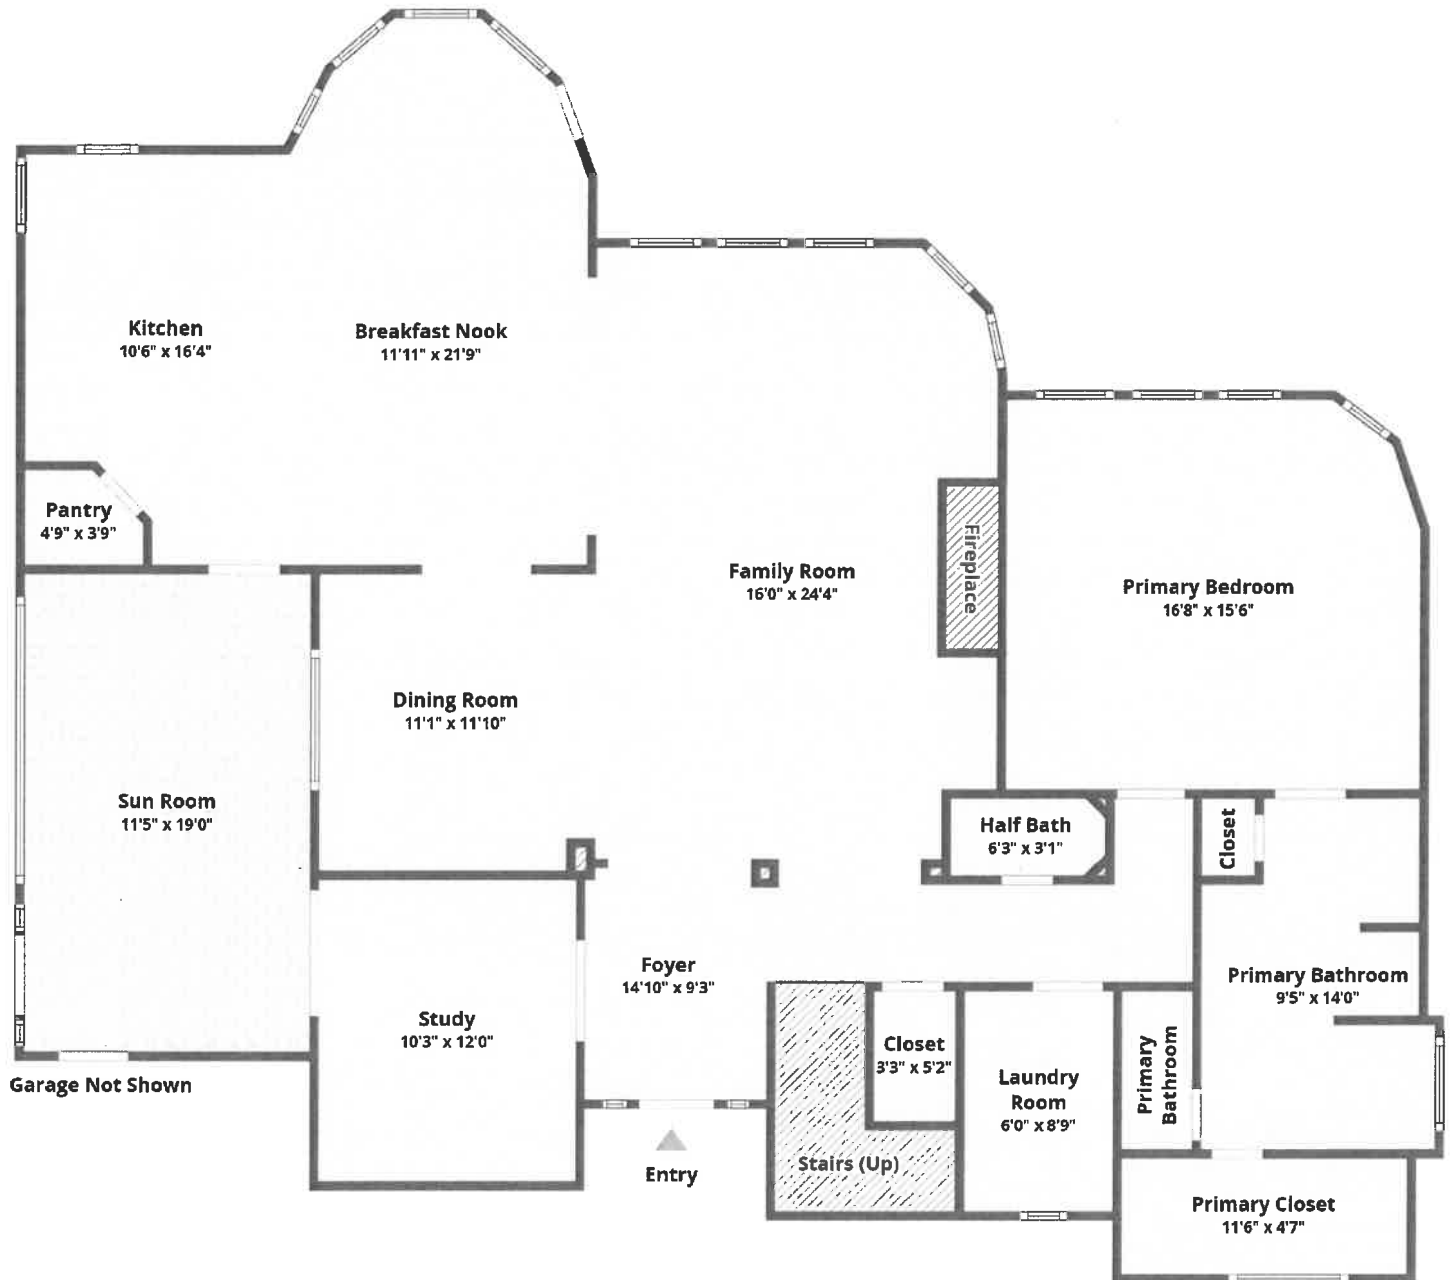 Kitchen
10'6" x 16'4"
Breakfast Nook
11'11" x 21'9"
Pantry
4'9" x 3'9"
Family Room
16'0" x 24'4"
Fireplace
Primary Bedroom
16'8" x 15'6"
Dining Room
11'1" x 11'10"
Sun Room
11'5" x 19'0"
Half Bath
6'3" x 3'1"
Closet
Foyer
14'10" x 9'3"
Primary Bathroom
9'5" x 14'0"
Study
10'3" x 12'0"
Closet
3'3" x 5'2"
Laundry
Room
6'0" x 8'9"
Primary
Bathroom
Garage Not Shown
Entry
Stairs (Up)
Primary Closet
11'6" x 4'7"